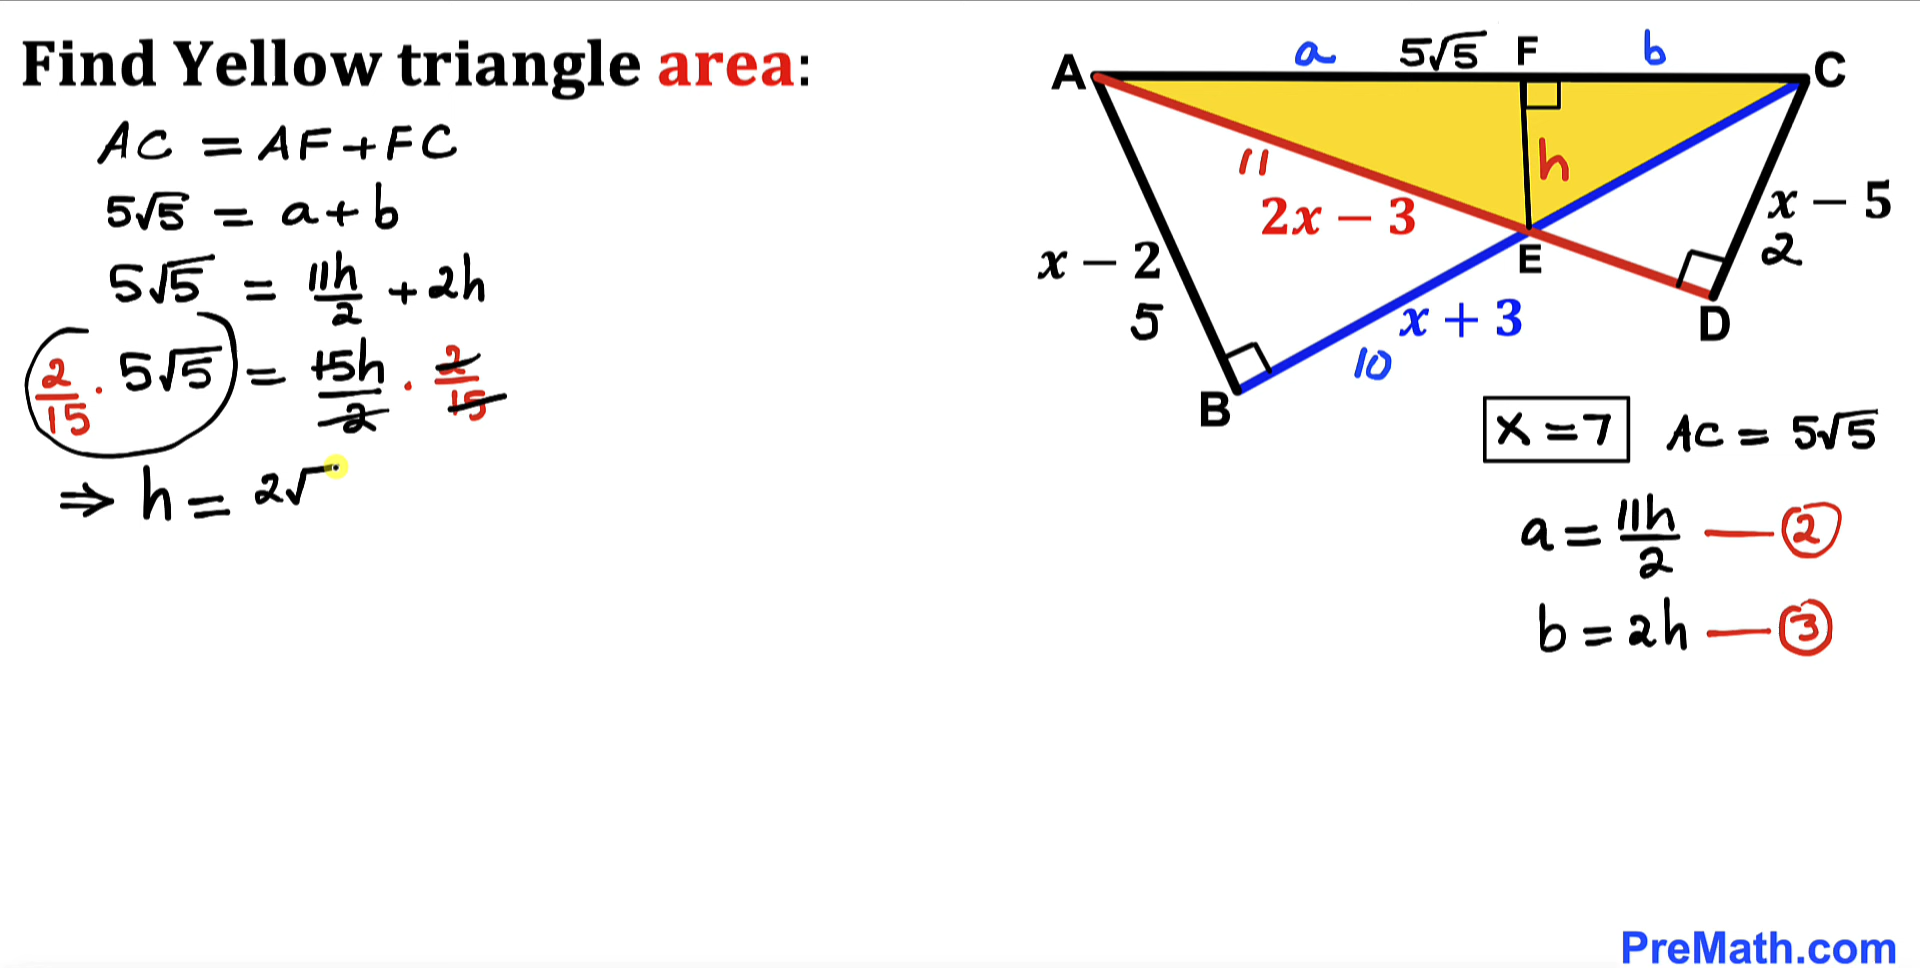 Find Yellow triangle area:
AC = AF + FC
5√5 = a + b
5√5 = 11h/2 + 2h
2/15 · 5√5 = 15h/2 · 2/15
⇒ h = 2√
A
a
5√5
F
b
C
11
h
2x − 3
x − 5
2
x − 2
5
E
x + 3
10
D
B
x = 7
AC = 5√5
a = 11h/2 — ②
b = 2h — ③
PreMath.com